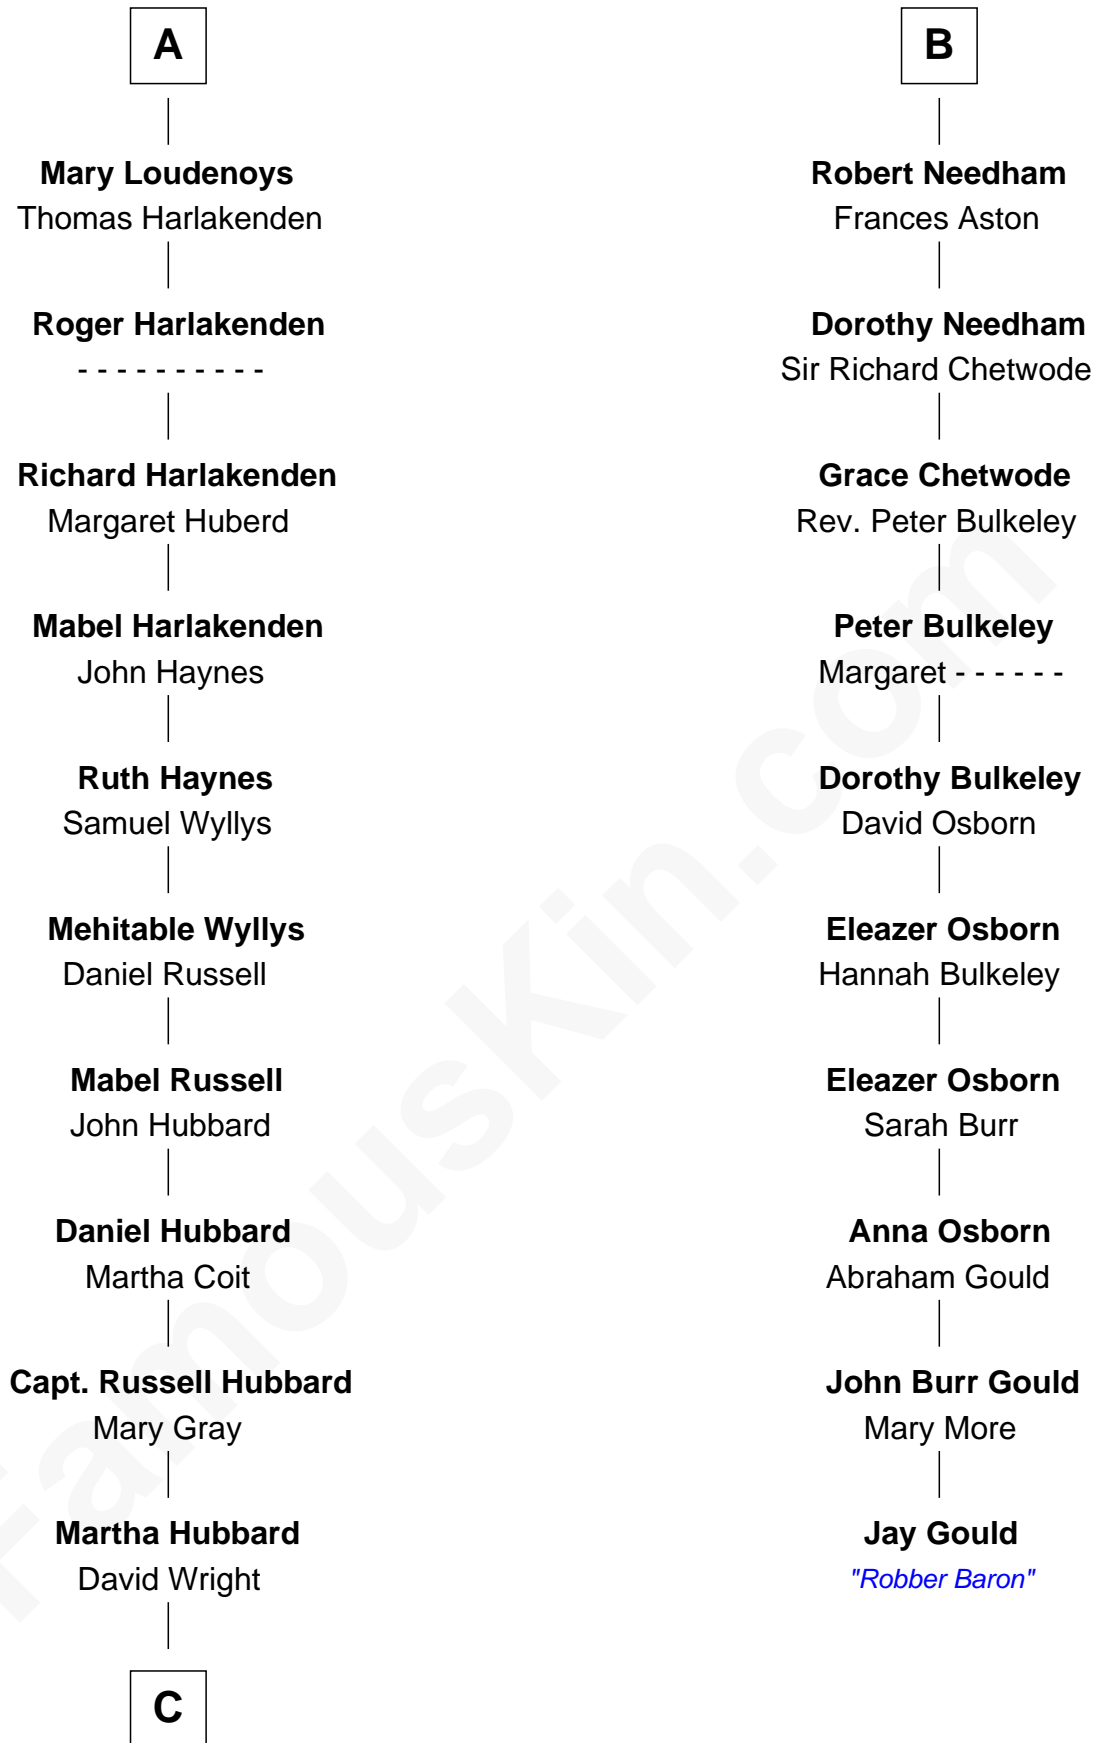 A
Mary Loudenoys
Thomas Harlakenden
Roger Harlakenden
- - - - - - - - - -
Richard Harlakenden
Margaret Huberd
Mabel Harlakenden
John Haynes
Ruth Haynes
Samuel Wyllys
Mehitable Wyllys
Daniel Russell
Mabel Russell
John Hubbard
Daniel Hubbard
Martha Coit
Capt. Russell Hubbard
Mary Gray
Martha Hubbard
David Wright
C
B
Robert Needham
Frances Aston
Dorothy Needham
Sir Richard Chetwode
Grace Chetwode
Rev. Peter Bulkeley
Peter Bulkeley
Margaret - - - - - -
Dorothy Bulkeley
David Osborn
Eleazer Osborn
Hannah Bulkeley
Eleazer Osborn
Sarah Burr
Anna Osborn
Abraham Gould
John Burr Gould
Mary More
Jay Gould
"Robber Baron"
FamousKin.com